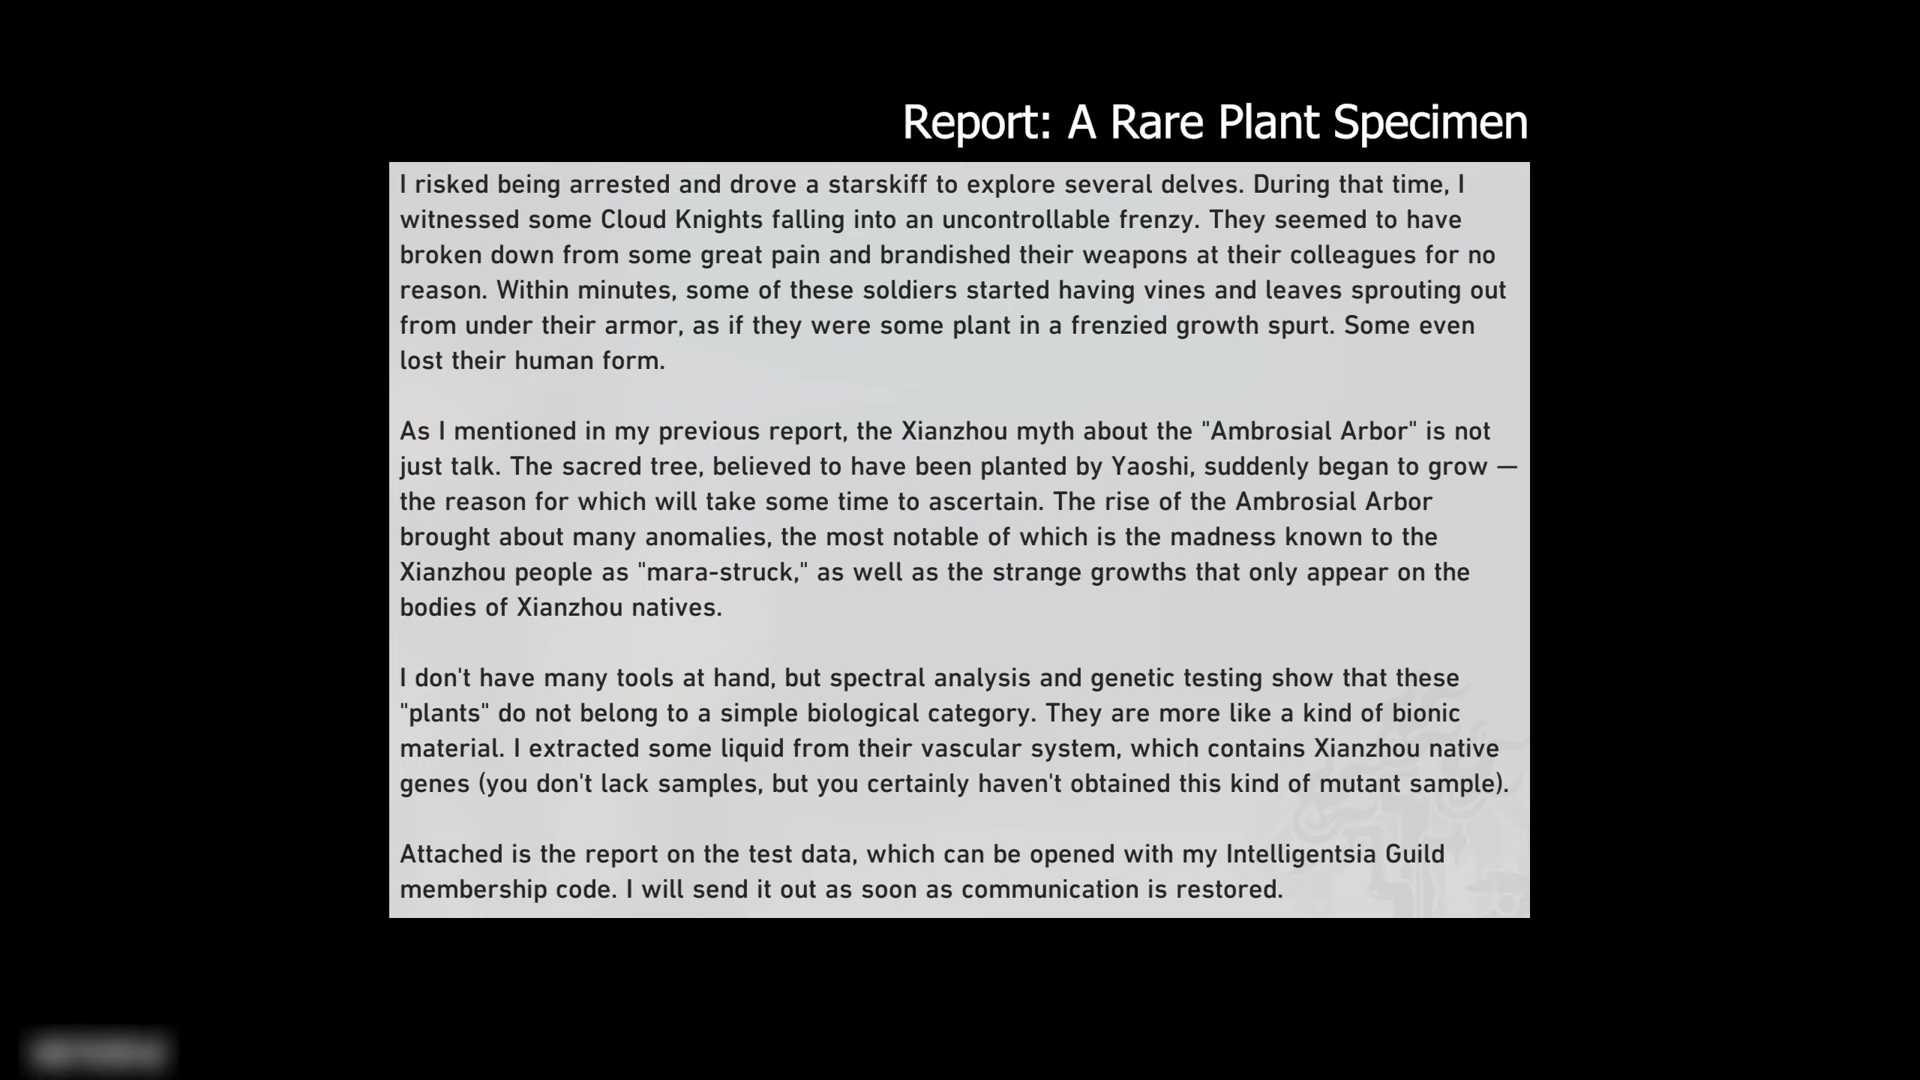 Report: A Rare Plant Specimen
I risked being arrested and drove a starskiff to explore several delves. During that time, I
witnessed some Cloud Knights falling into an uncontrollable frenzy. They seemed to have
broken down from some great pain and brandished their weapons at their colleagues for no
reason. Within minutes, some of these soldiers started having vines and leaves sprouting out
from under their armor, as if they were some plant in a frenzied growth spurt. Some even
lost their human form.
As I mentioned in my previous report, the Xianzhou myth about the "Ambrosial Arbor" is not
just talk. The sacred tree, believed to have been planted by Yaoshi, suddenly began to grow —
the reason for which will take some time to ascertain. The rise of the Ambrosial Arbor
brought about many anomalies, the most notable of which is the madness known to the
Xianzhou people as "mara-struck," as well as the strange growths that only appear on the
bodies of Xianzhou natives.
I don't have many tools at hand, but spectral analysis and genetic testing show that these
"plants" do not belong to a simple biological category. They are more like a kind of bionic
material. I extracted some liquid from their vascular system, which contains Xianzhou native
genes (you don't lack samples, but you certainly haven't obtained this kind of mutant sample).
Attached is the report on the test data, which can be opened with my Intelligentsia Guild
membership code. I will send it out as soon as communication is restored.